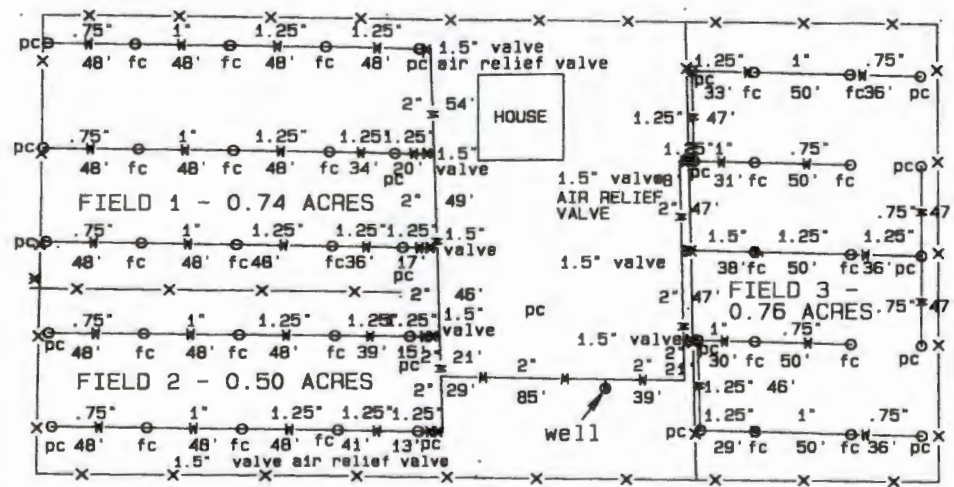 .75" 1" 1.25" 1.25"
pc 48' fc 48' fc 48' fc 48' pc
1.5" valve
air relief valve
2" 54'
HOUSE
.75" 1" 1.25" 1.25" 1.25"
pc 48' fc 48' fc 48' fc 34' 20'
pc
1.5"
valve
FIELD 1 - 0.74 ACRES
2" 49'
.75" 1" 1.25" 1.25" 1.25"
pc 48' fc 48' fc 48' fc 36' 17'
pc
1.5"
valve
2" 46'
.75" 1" 1.25" 1.25" 1.25"
pc 48' fc 48' fc 48' fc 39' 15'
pc
1.5"
valve
2" 21'
FIELD 2 - 0.50 ACRES
.75" 1" 1.25" 1.25" 1.25"
pc 48' fc 48' fc 48' fc 41' 13' pc
1.5" valve air relief valve
2" 2" 2" 2"
29' 85' 39' 21'
well
pc
1.25" 1" .75"
pc 33' fc 50' fc 36' pc
1.25" 47'
1.25" 1" .75"
8' 31' fc 50' fc pc
1.5" valve
AIR RELIEF
VALVE
2" 47'
.75" 47
1.5" 1.25" 1.25"
1.5" valve
38' fc 50' fc 36' pc
FIELD 3 -
0.76 ACRES
2" 47'
.75" 47
1.5" valve
pc 1" .75"
30' fc 50' fc pc
1.25" 46'
1.25" 1" .75"
pc 29' fc 50' fc 36' pc